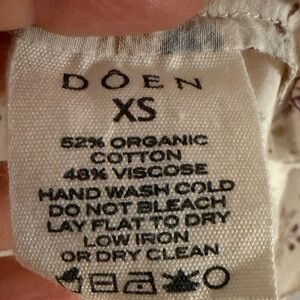 DÔEN
XS
52% ORGANIC
COTTON
48% VISCOSE
HAND WASH COLD
DO NOT BLEACH
LAY FLAT TO DRY
LOW IRON
OR DRY CLEAN